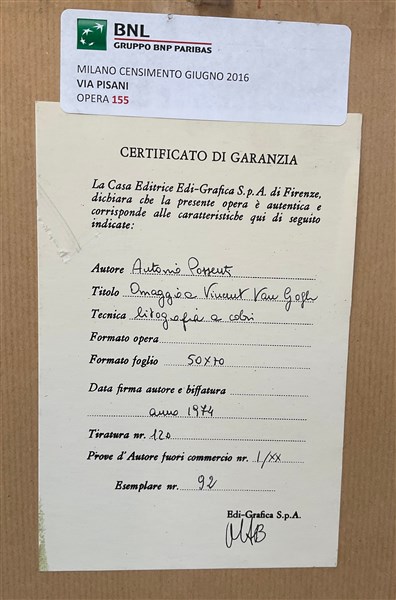 BNL
GRUPPO BNP PARIBAS
MILANO CENSIMENTO GIUGNO 2016
VIA PISANI
OPERA 155
CERTIFICATO DI GARANZIA
La Casa Editrice Edi-Grafica S.p.A. di Firenze,
dichiara che la presente opera è autentica e
corrisponde alle caratteristiche qui di seguito
indicate:
Autore Antonio Possenti
Titolo Omaggio a Vincent Van Gogh
Tecnica litografia a colori
Formato opera
Formato foglio 50x70
Data firma autore e biffatura
anno 1974
Tiratura nr. 120
Prove d'Autore fuori commercio nr. 1/XX
Esemplare nr. 92
Edi-Grafica S.p.A.